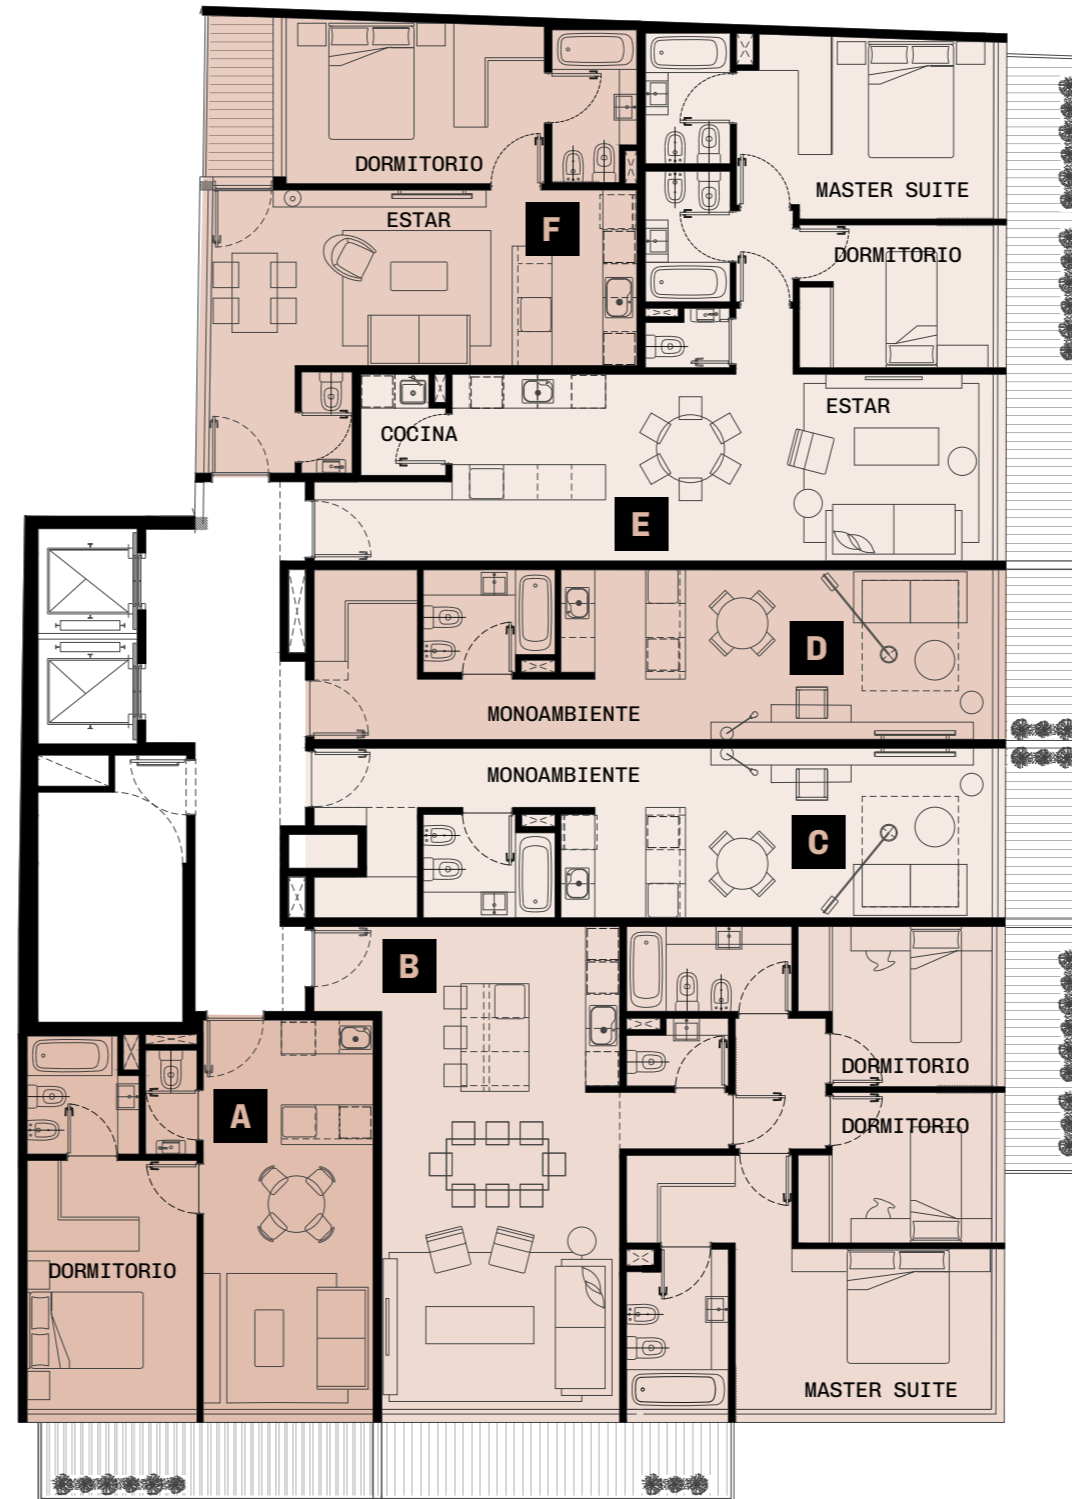 DORMITORIO
MASTER SUITE
ESTAR
F
DORMITORIO
ESTAR
COCINA
E
D
MONOAMBIENTE
MONOAMBIENTE
C
B
DORMITORIO
A
DORMITORIO
DORMITORIO
MASTER SUITE